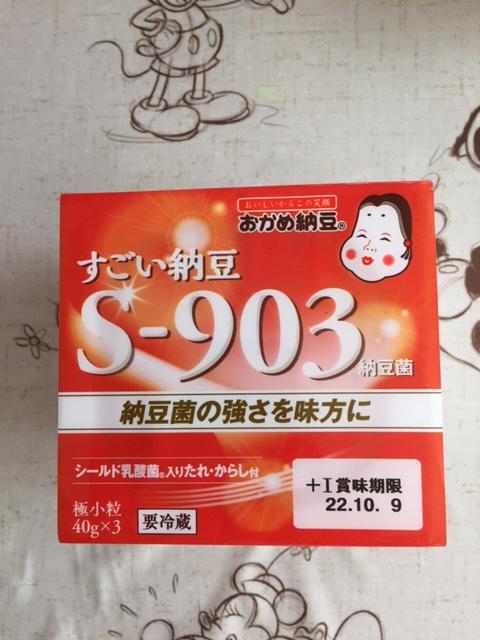 おいしいからこの笑顔
おかめ納豆®
すごい納豆
S-903
納豆菌
納豆菌の強さを味方に
シールド乳酸菌®入りたれ・からし付
極小粒
40g×3
要冷蔵
+I賞味期限
22.10. 9